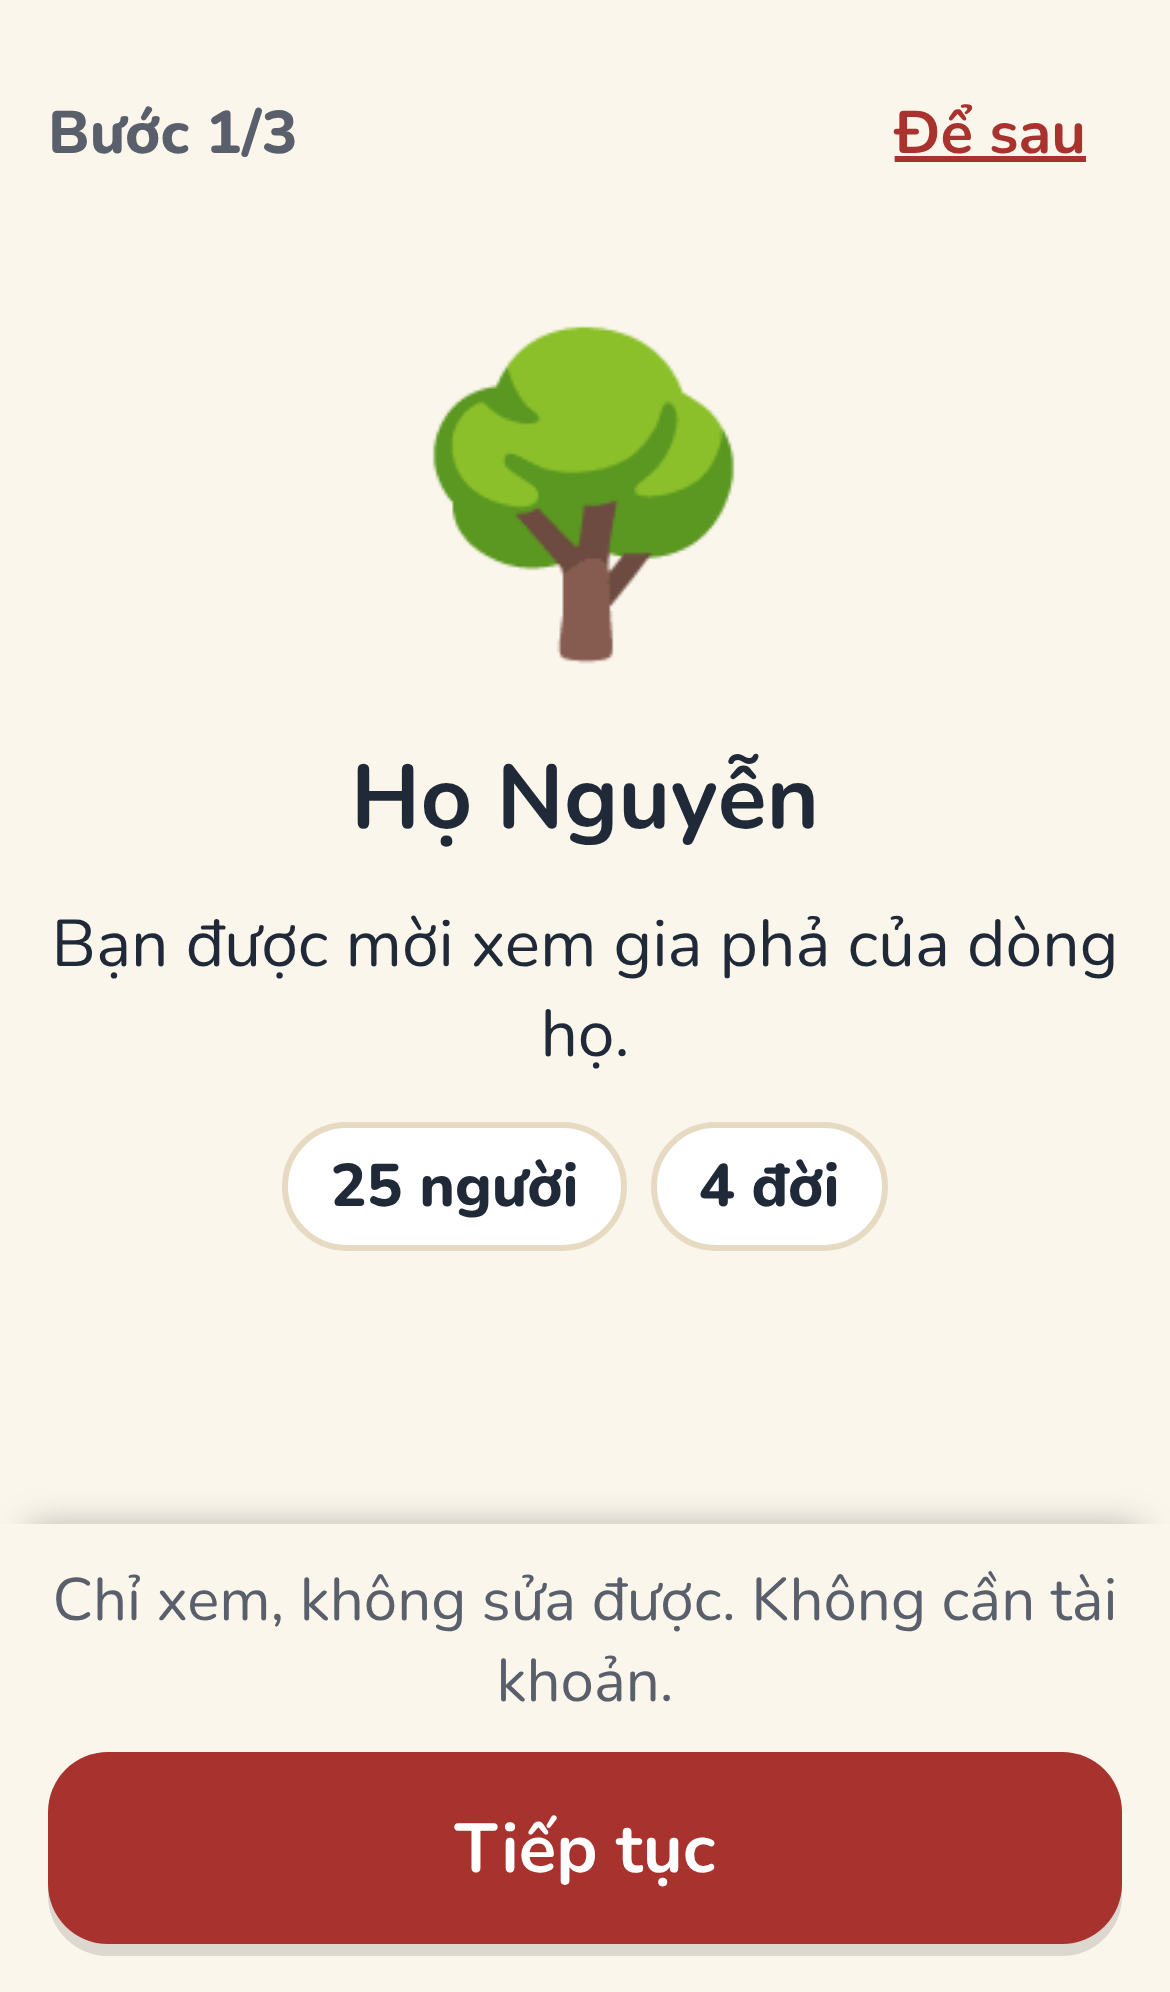 Bước 1/3
Để sau
Họ Nguyễn
Bạn được mời xem gia phả của dòng
họ.
25 người
4 đời
Chỉ xem, không sửa được. Không cần tài
khoản.
Tiếp tục